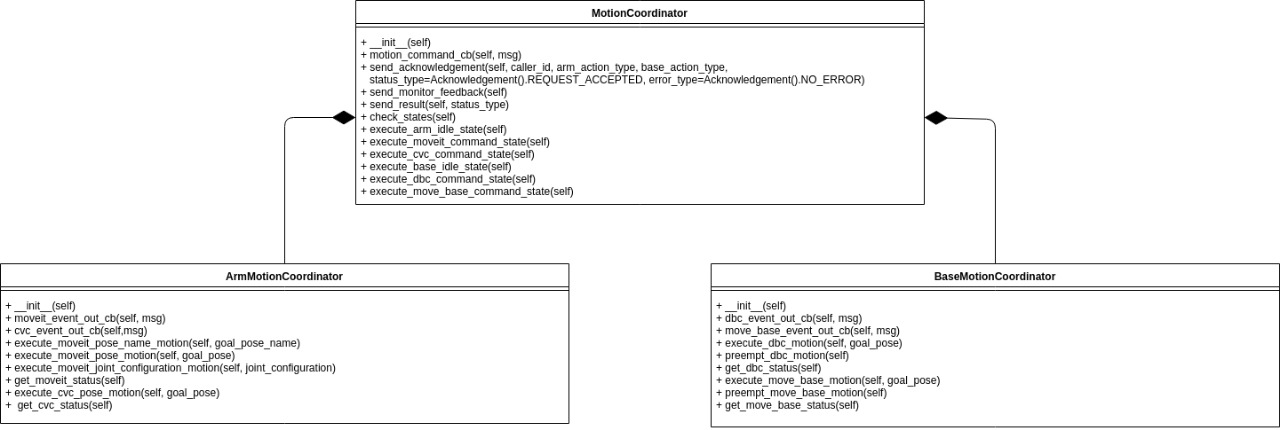 MotionCoordinator
+ __init__(self)
+ motion_command_cb(self, msg)
+ send_acknowledgement(self, caller_id, arm_action_type, base_action_type,
status_type=Acknowledgement().REQUEST_ACCEPTED, error_type=Acknowledgement().NO_ERROR)
+ send_monitor_feedback(self)
+ send_result(self, status_type)
+ check_states(self)
+ execute_arm_idle_state(self)
+ execute_moveit_command_state(self)
+ execute_cvc_command_state(self)
+ execute_base_idle_state(self)
+ execute_dbc_command_state(self)
+ execute_move_base_command_state(self)
ArmMotionCoordinator
+ __init__(self)
+ moveit_event_out_cb(self, msg)
+ cvc_event_out_cb(self,msg)
+ execute_moveit_pose_name_motion(self, goal_pose_name)
+ execute_moveit_pose_motion(self, goal_pose)
+ execute_moveit_joint_configuration_motion(self, joint_configuration)
+ get_moveit_status(self)
+ execute_cvc_pose_motion(self, goal_pose)
+  get_cvc_status(self)
BaseMotionCoordinator
+ __init__(self)
+ dbc_event_out_cb(self, msg)
+ move_base_event_out_cb(self, msg)
+ execute_dbc_motion(self, goal_pose)
+ preempt_dbc_motion(self)
+ get_dbc_status(self)
+ execute_move_base_motion(self, goal_pose)
+ preempt_move_base_motion(self)
+ get_move_base_status(self)